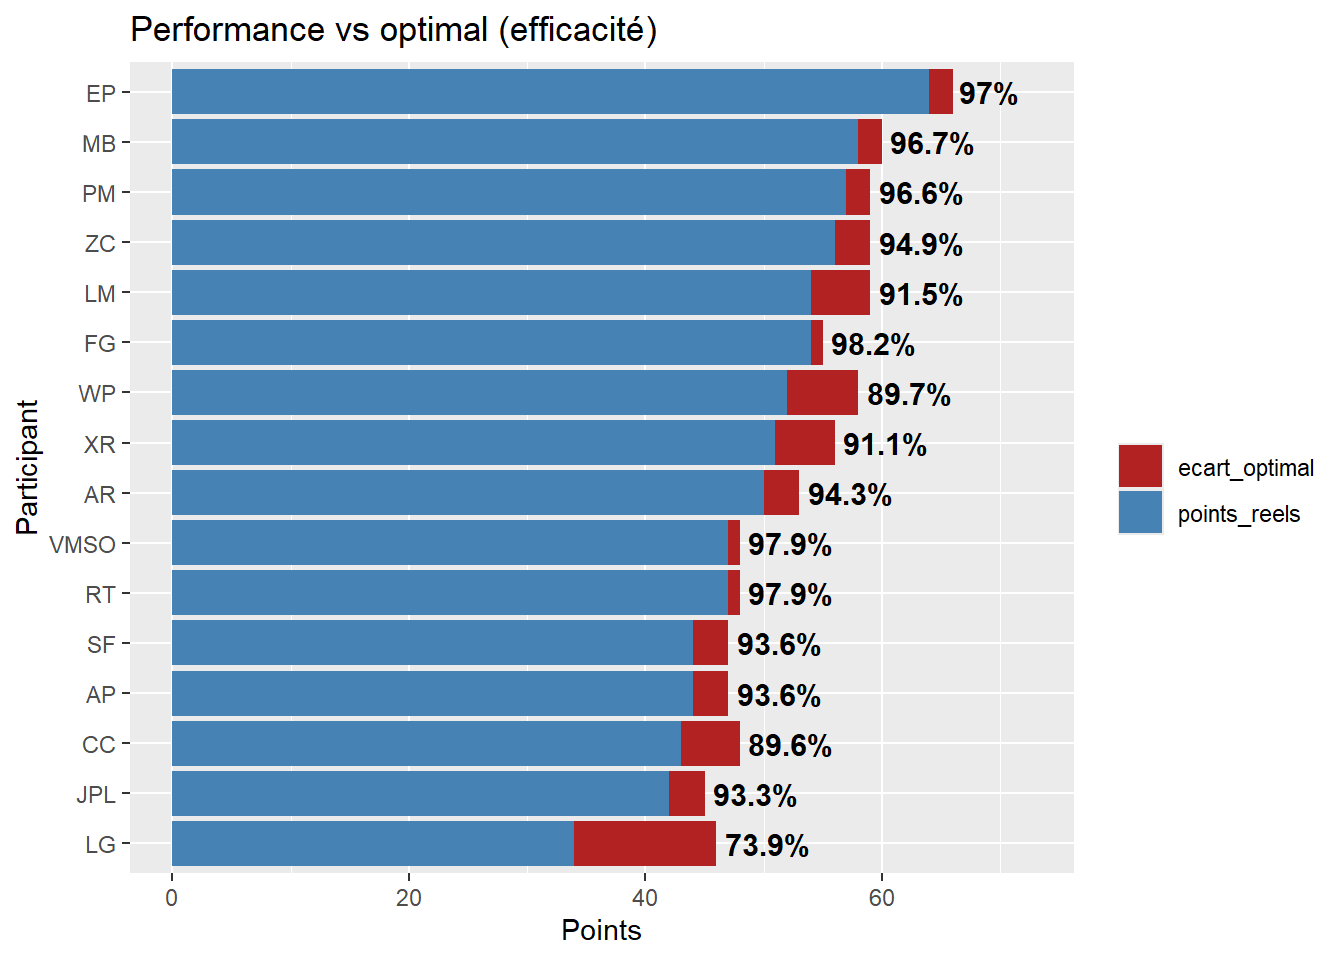 Performance vs optimal (efficacité)
Participant
EP 97%
MB 96.7%
PM 96.6%
ZC 94.9%
LM 91.5%
FG 98.2%
WP 89.7%
XR 91.1%
AR 94.3%
VMSO 97.9%
RT 97.9%
SF 93.6%
AP 93.6%
CC 89.6%
JPL 93.3%
LG 73.9%
0 20 40 60
Points
ecart_optimal
points_reels